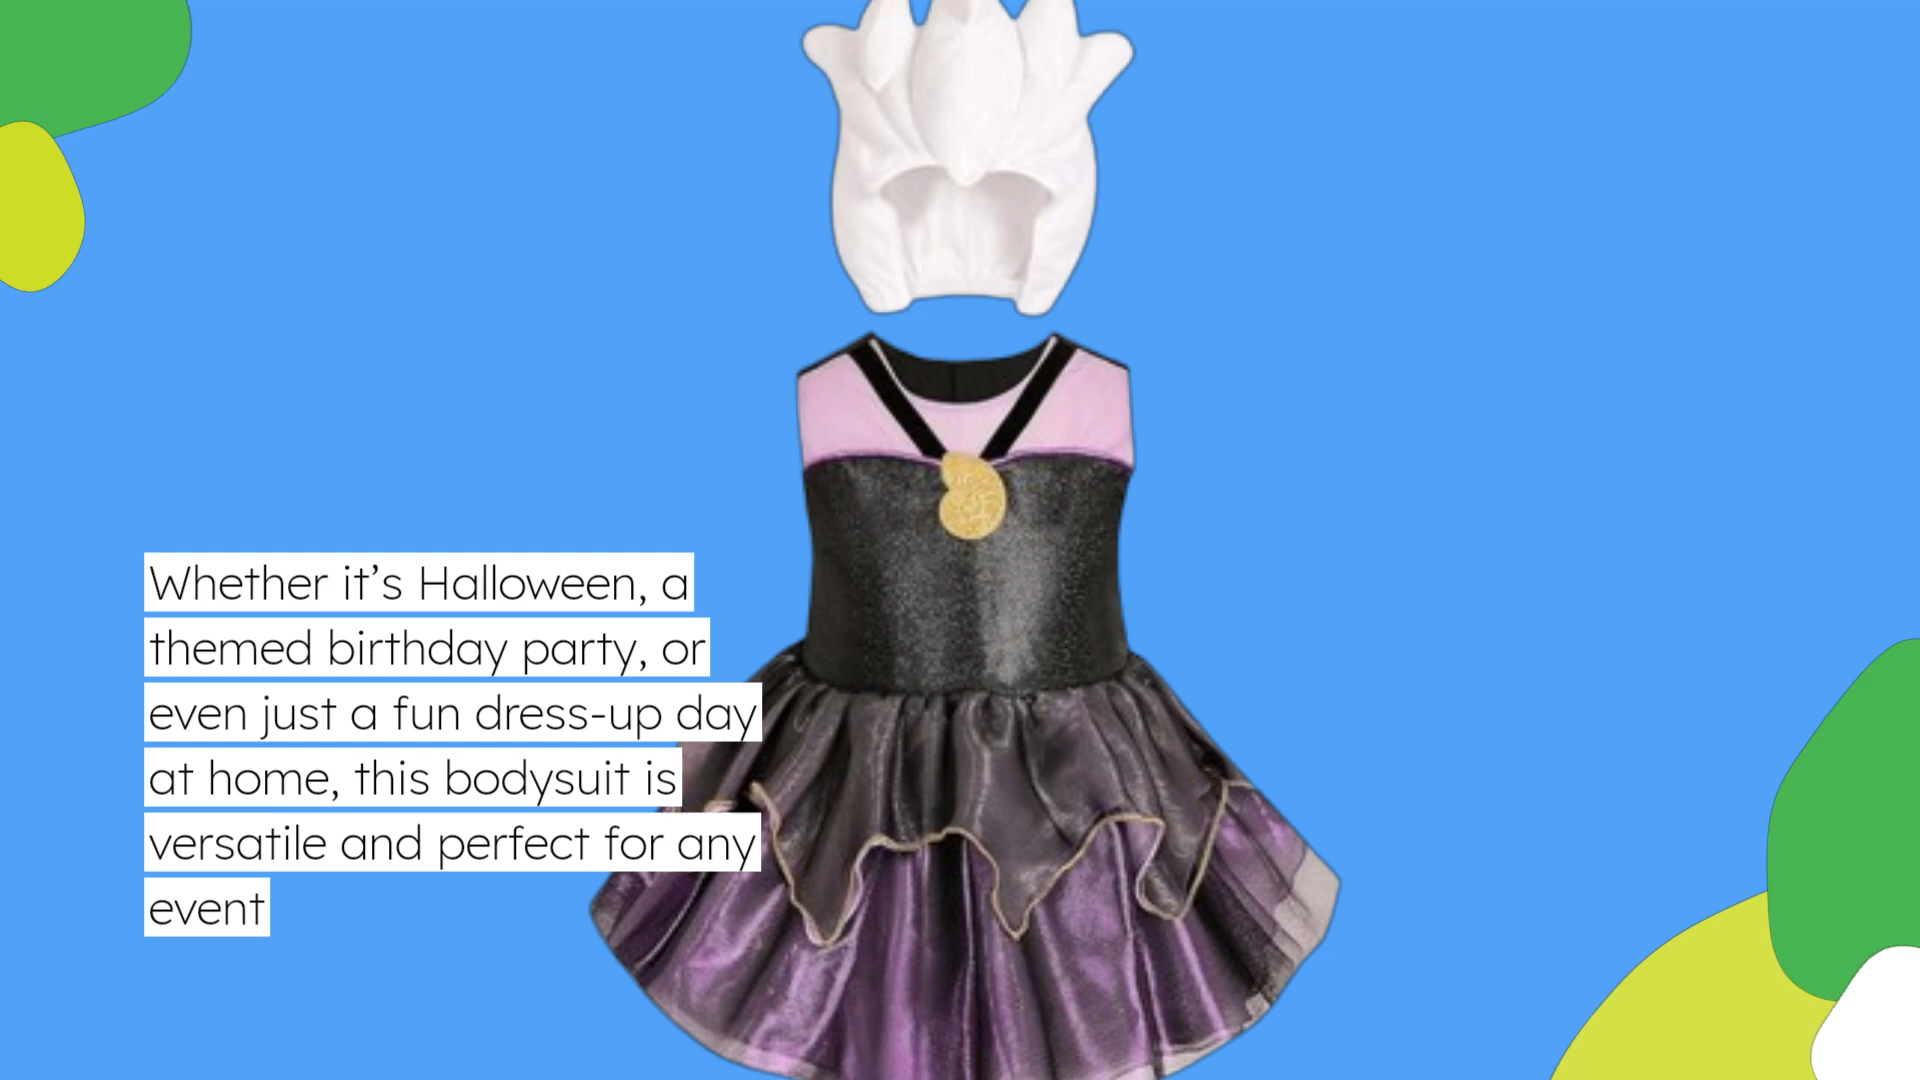 Whether it’s Halloween, a
themed birthday party, or
even just a fun dress-up day
at home, this bodysuit is
versatile and perfect for any
event